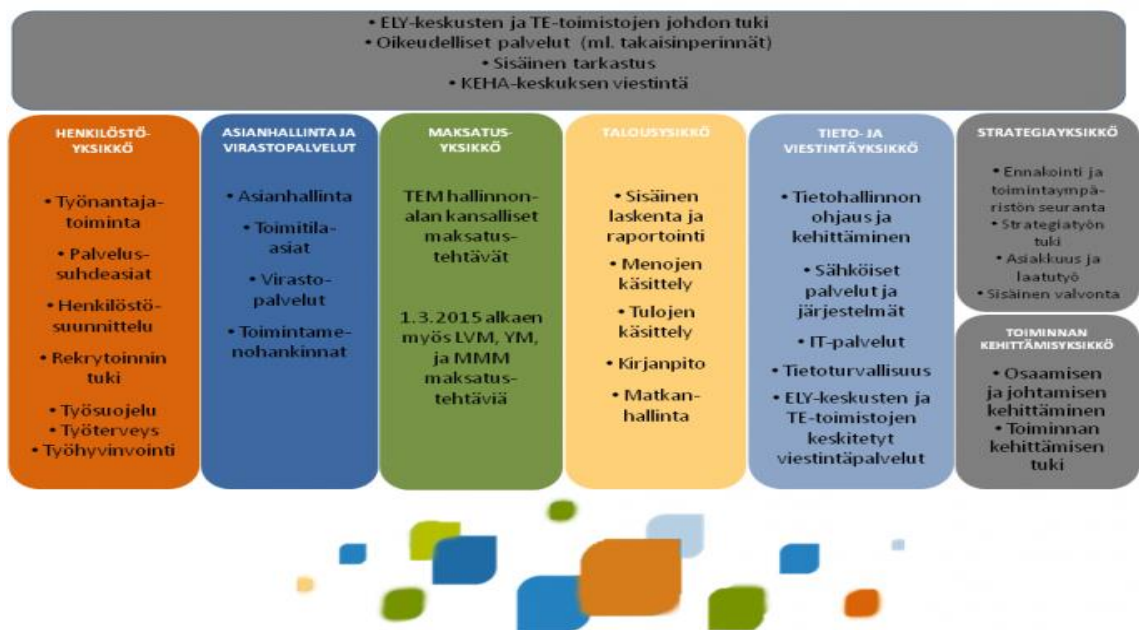 • ELY-keskusten ja TE-toimistojen johdon tuki
• Oikeudelliset palvelut (ml. takaisinperinnät)
• Sisäinen tarkastus
• KEHA-keskuksen viestintä
HENKILÖSTÖ-
YKSIKKÖ
• Työnantaja-
toiminta
• Palvelus-
suhdeasiat
• Henkilöstö-
suunnittelu
• Rekrytoinnin
tuki
• Työsuojelu
• Työterveys
• Työhyvinvointi
ASIANHALLINTA JA
VIRASTOPALVELUT
• Asianhallinta
• Toimitila-
asiat
• Virasto-
palvelut
• Toimintame-
nohankinnat
MAKSATUS-
YKSIKKÖ
TEM hallinnon-
alan kansalliset
maksatus-
tehtävät
1.3.2015 alkaen
myös LVM, YM,
ja MMM
maksatus-
tehtäviä
TALOUSYSIKKÖ
• Sisäinen
laskenta ja
raportointi
• Menojen
käsittely
• Tulojen
käsittely
• Kirjanpito
• Matkan-
hallinta
TIETO- JA
VIESTINTÄYKSIKKÖ
• Tietohallinnon
ohjaus ja
kehittäminen
• Sähköiset
palvelut ja
järjestelmät
• IT-palvelut
• Tietoturvallisuus
• ELY-keskusten ja
TE-toimistojen
keskitetyt
viestintäpalvelut
STRATEGIAYKSIKKÖ
• Ennakointi ja
toimintaympä-
ristön seuranta
• Strategiatyön
tuki
• Asiakkuus ja
laatutyö
• Sisäinen valvonta
TOIMINNAN
KEHITTÄMISYKSIKKÖ
• Osaamisen
ja johtamisen
kehittäminen
• Toiminnan
kehittämisen
tuki